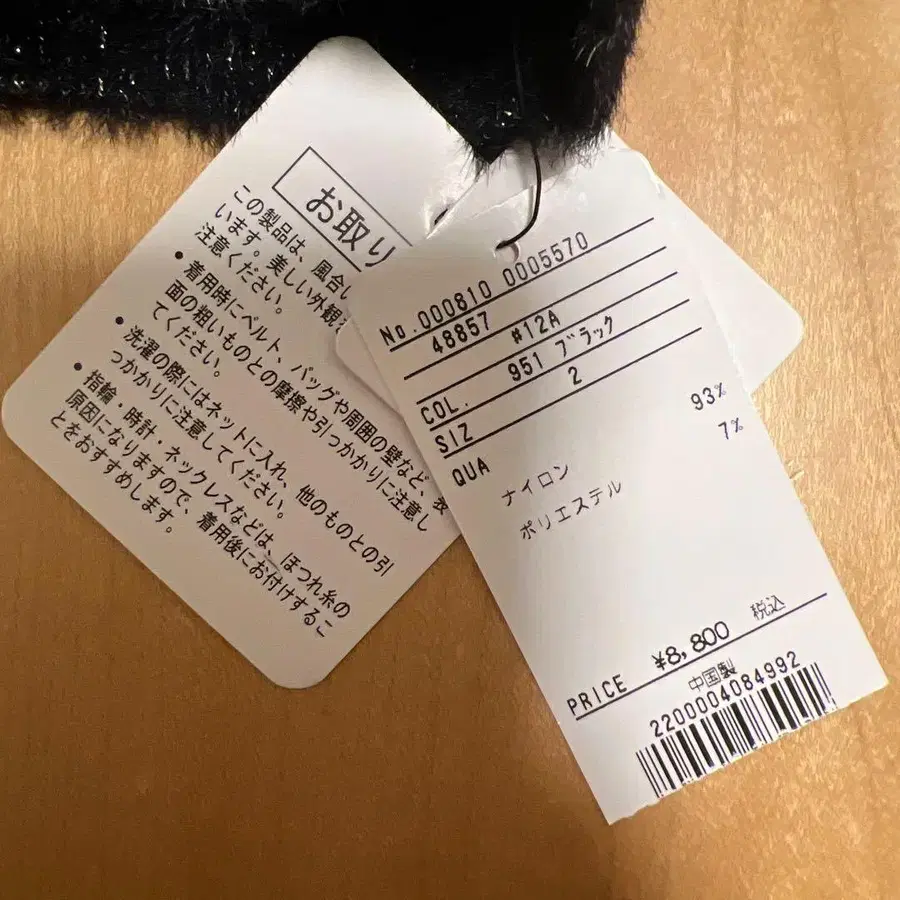 お取り
この製品は、風合い
います。美しい外観
注意ください。
• 着用時にベルト、バッグや周囲の壁など、表
面の粗いものとの摩擦や引っかかりに注意し
てください。
• 洗濯の際にはネットに入れ、他のものとの引
っかかりに注意してください。
• 指輪・時計・ネックレスなどは、ほつれ糸の
原因になりますので、着用後にお付けするこ
とをおすすめします。
No.000810 0005570
48857 #12A
COL. 951 ブラック
SIZ 2
QUA
ナイロン 93%
ポリエステル 7%
PRICE ¥8,800 税込
中国製
2200004084992